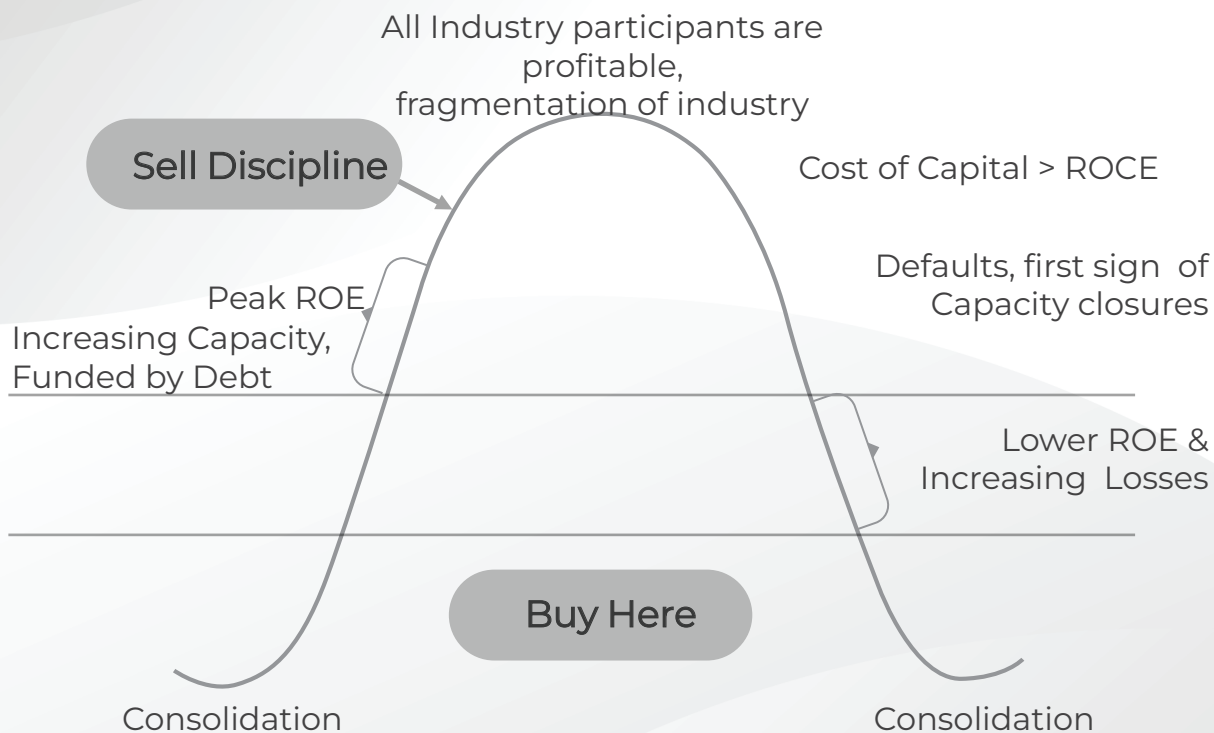 All Industry participants are
profitable,
fragmentation of industry
Sell Discipline
Cost of Capital > ROCE
Defaults, first sign of
Capacity closures
Peak ROE
Increasing Capacity,
Funded by Debt
Lower ROE &
Increasing Losses
Buy Here
Consolidation
Consolidation